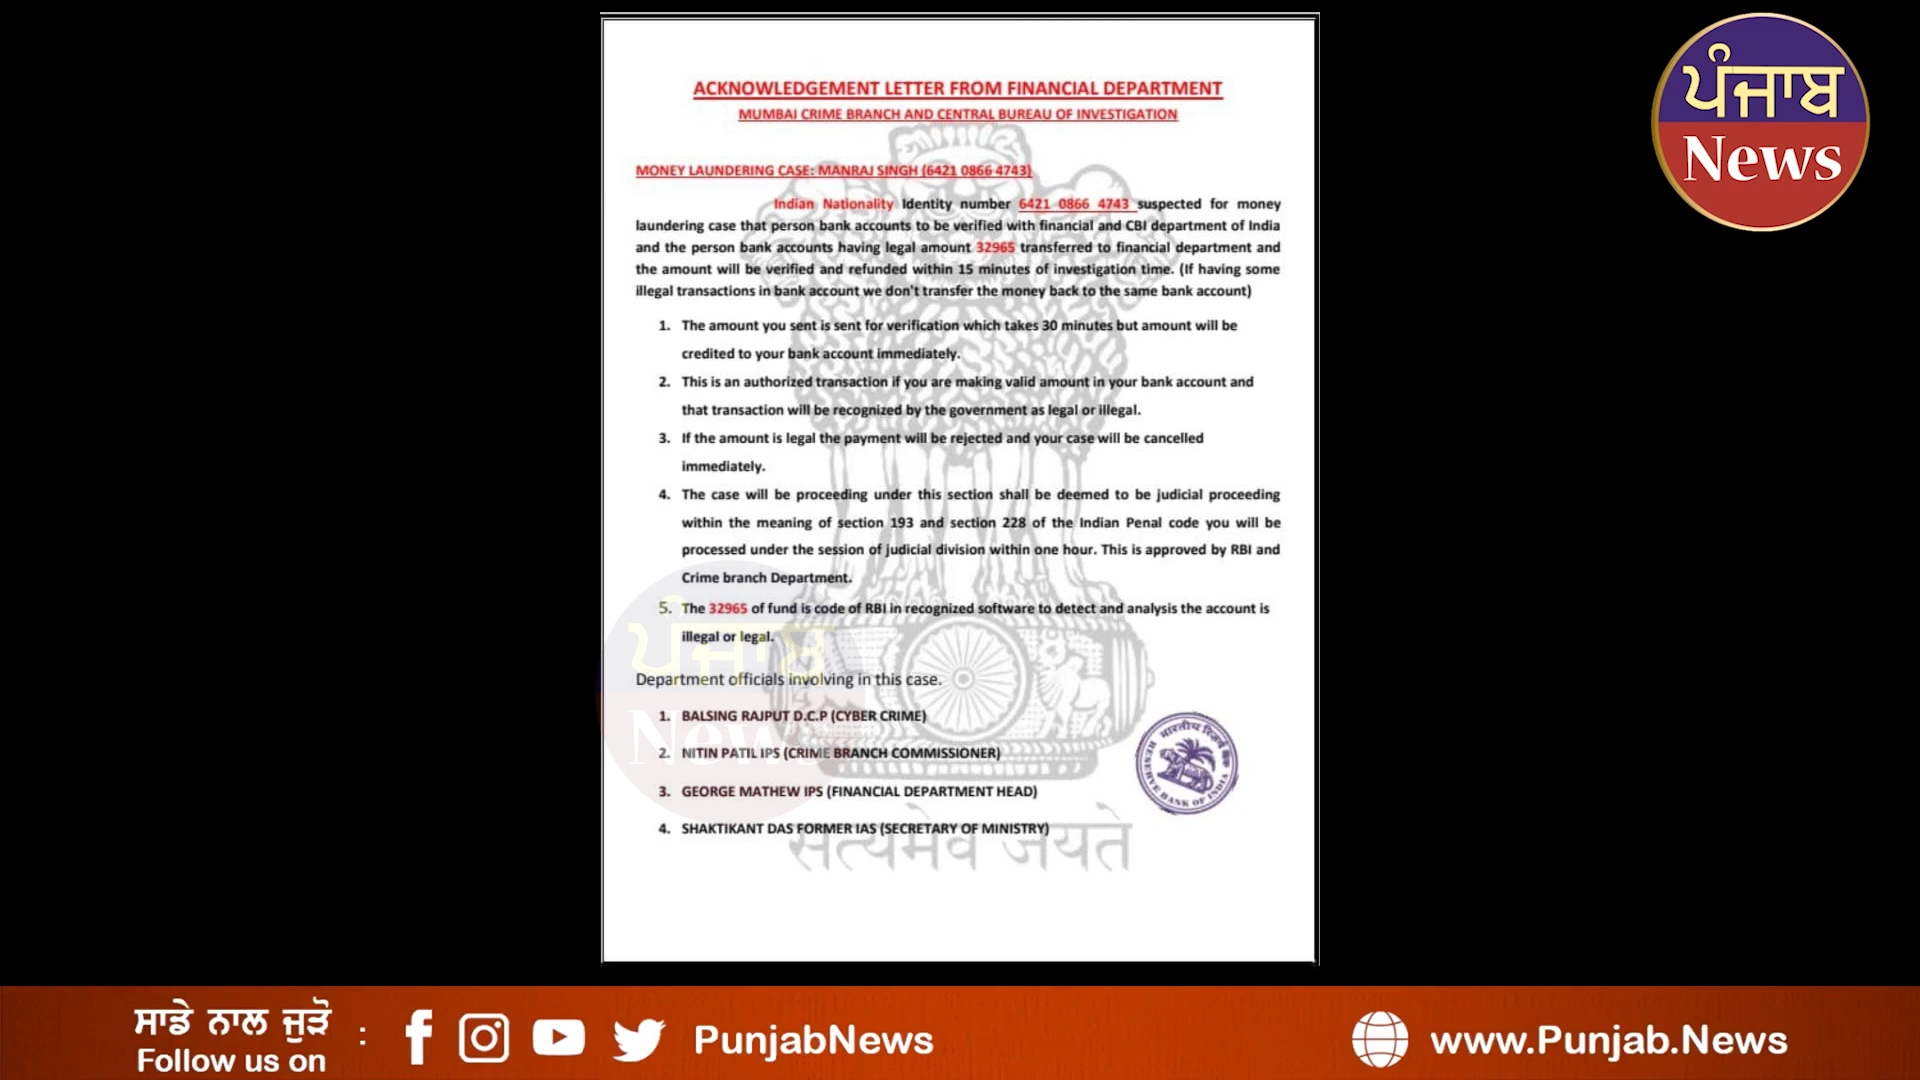 ACKNOWLEDGEMENT LETTER FROM FINANCIAL DEPARTMENT
MUMBAI CRIME BRANCH AND CENTRAL BUREAU OF INVESTIGATION
MONEY LAUNDERING CASE: MANRAJ SINGH (6421 0866 4743)
Indian Nationality Identity number 6421 0866 4743 suspected for money
laundering case that person bank accounts to be verified with financial and CBI department of India
and the person bank accounts having legal amount 32965 transferred to financial department and
the amount will be verified and refunded within 15 minutes of investigation time. (If having some
illegal transactions in bank account we don't transfer the money back to the same bank account)
1. The amount you sent is sent for verification which takes 30 minutes but amount will be
credited to your bank account immediately.
2. This is an authorized transaction if you are making valid amount in your bank account and
that transaction will be recognized by the government as legal or illegal.
3. If the amount is legal the payment will be rejected and your case will be cancelled
immediately.
4. The case will be proceeding under this section shall be deemed to be judicial proceeding
within the meaning of section 193 and section 228 of the Indian Penal code you will be
processed under the session of judicial division within one hour. This is approved by RBI and
Crime branch Department.
5. The 32965 of fund is code of RBI in recognized software to detect and analysis the account is
illegal or legal.
Department officials involving in this case.
1. BALSING RAJPUT D.C.P (CYBER CRIME)
2. NITIN PATIL IPS (CRIME BRANCH COMMISSIONER)
3. GEORGE MATHEW IPS (FINANCIAL DEPARTMENT HEAD)
4. SHAKTIKANT DAS FORMER IAS (SECRETARY OF MINISTRY)
सत्यमेव जयते
भारतीय रिज़र्व बैंक
RESERVE BANK OF INDIA
ਪੰਜਾਬ
News
ਪੰਜਾਬ
News
ਸਾਡੇ ਨਾਲ ਜੁੜੋ :
Follow us on
PunjabNews
www.Punjab.News